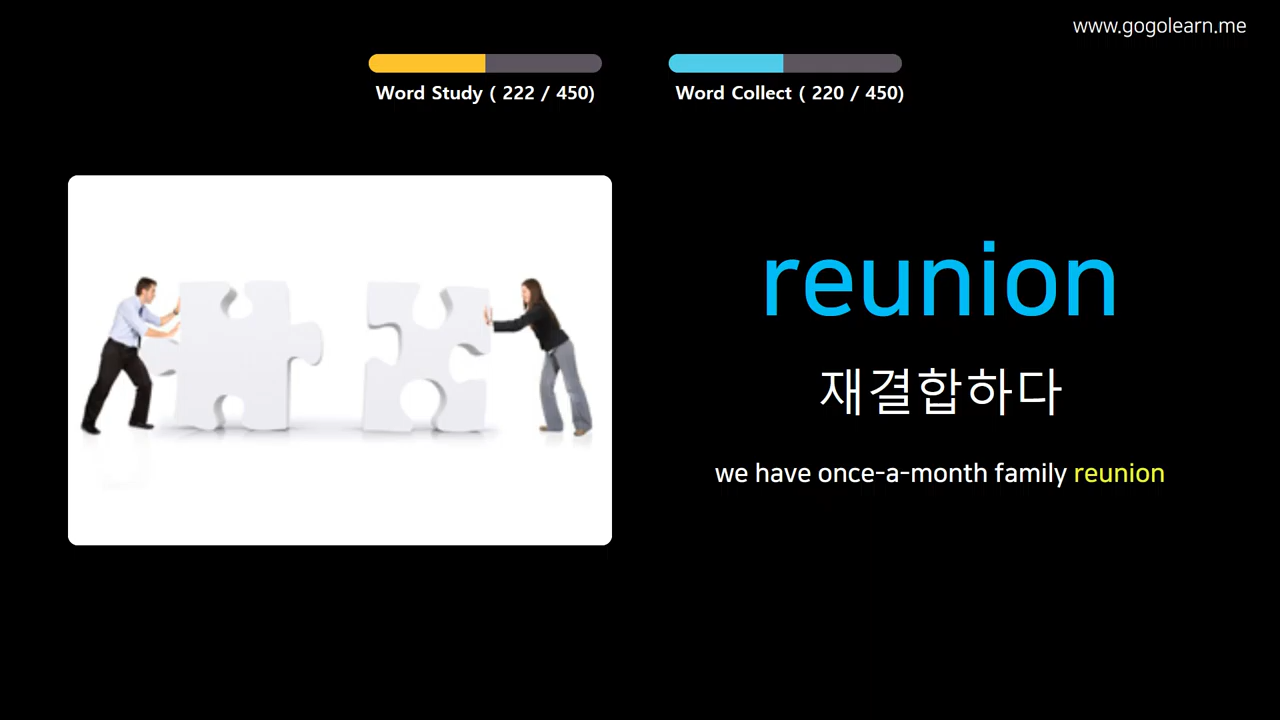 www.gogolearn.me
Word Study ( 222 / 450)
Word Collect ( 220 / 450)
reunion
재결합하다
we have once-a-month family reunion